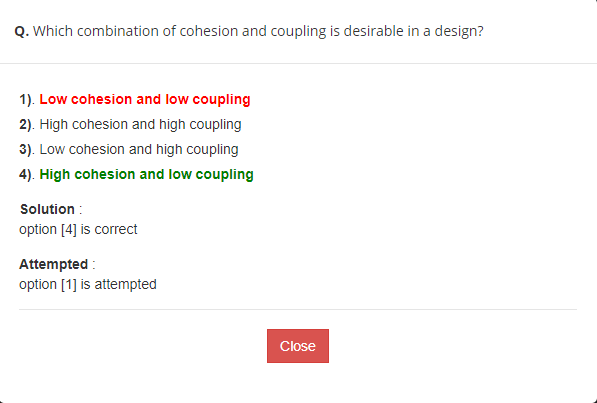 Q. Which combination of cohesion and coupling is desirable in a design?
1). Low cohesion and low coupling
2). High cohesion and high coupling
3). Low cohesion and high coupling
4). High cohesion and low coupling
Solution :
option [4] is correct
Attempted :
option [1] is attempted
Close